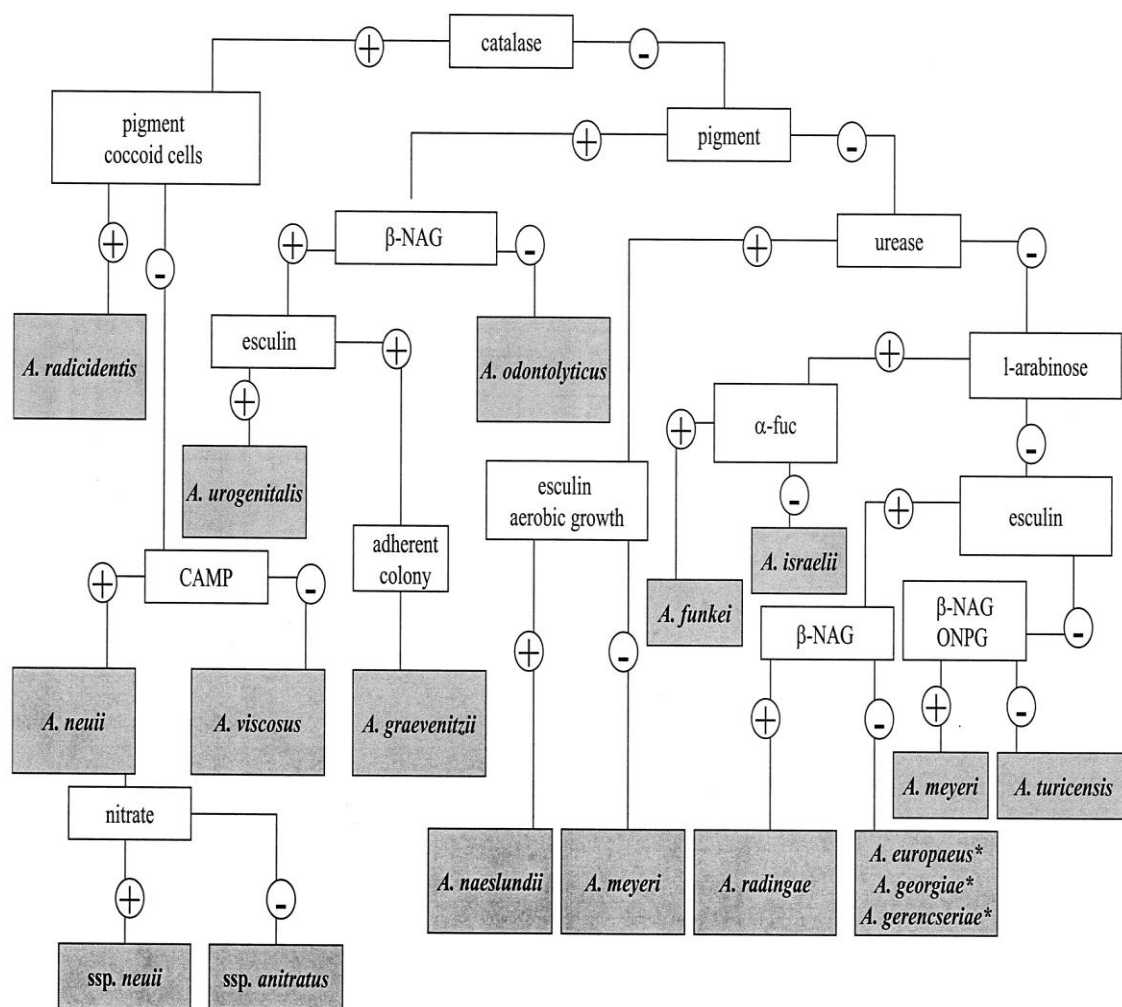 catalase
+
-
pigment
coccoid cells
pigment
+
-
β-NAG
urease
+
-
+
-
+
-
A. radicidentis
esculin
+
A. odontolyticus
+
-
l-arabinose
+
A. urogenitalis
α-fuc
+
-
-
esculin
aerobic growth
adherent
colony
A. israelii
+
esculin
CAMP
+
-
A. funkei
β-NAG
β-NAG
ONPG
-
+
-
A. neuii
A. viscosus
A. graevenitzii
+
-
+
-
A. meyeri
A. turicensis
nitrate
A. naeslundii
A. meyeri
A. radingae
A. europaeus*
A. georgiae*
A. gerencseriae*
+
-
ssp. neuii
ssp. anitratus